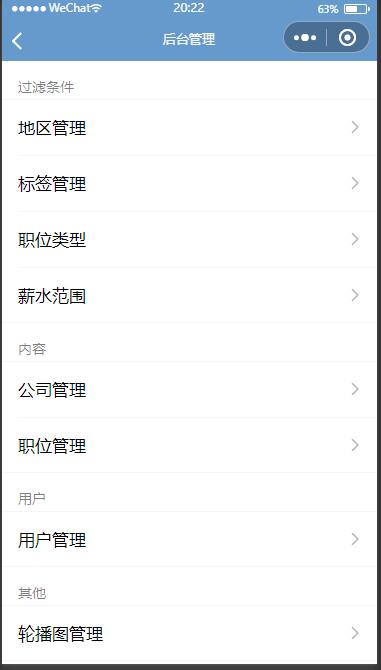 WeChat 20:22 63%
后台管理
过滤条件
地区管理
标签管理
职位类型
薪水范围
内容
公司管理
职位管理
用户
用户管理
其他
轮播图管理